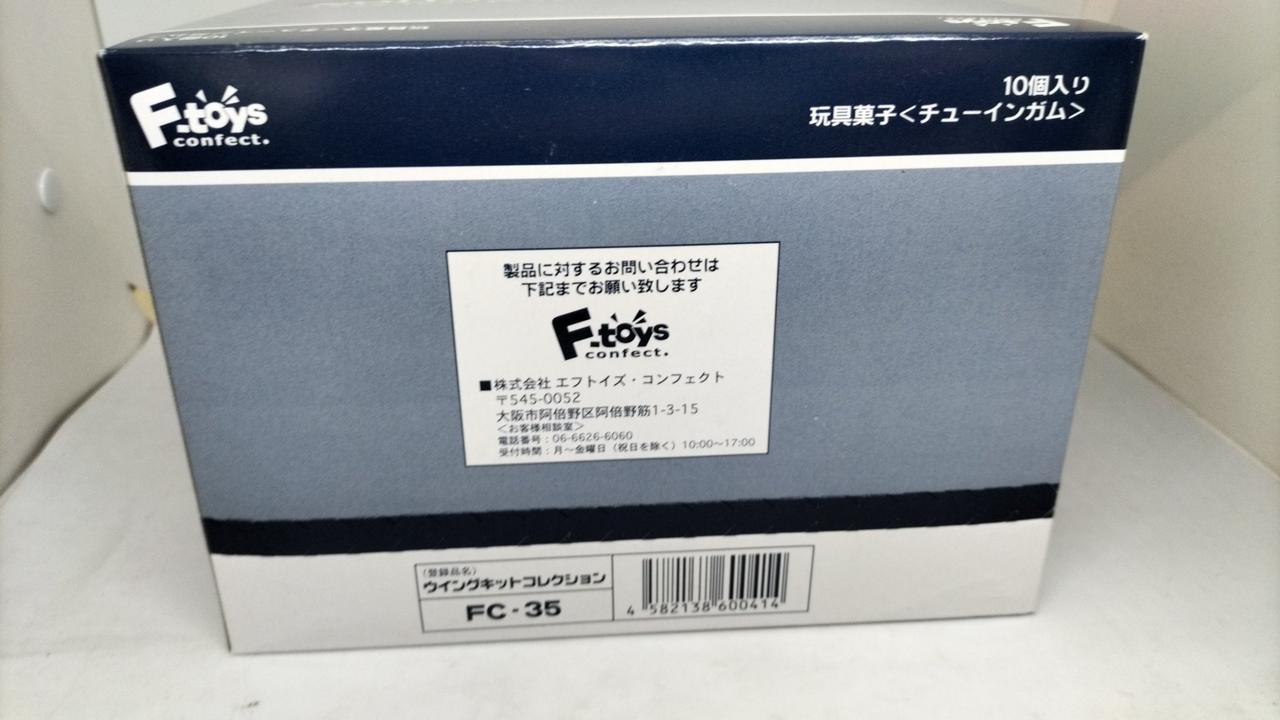 F-toys
confect.
10個入り
玩具菓子<チューインガム>
製品に対するお問い合わせは
下記までお願い致します
F-toys
confect.
■株式会社 エフトイズ・コンフェクト
〒545-0052
大阪市阿倍野区阿倍野筋1-3-15
<お客様相談室>
電話番号:06-6626-6060
受付時間:月~金曜日(祝日を除く)10:00~17:00
(登録品名)
ウイングキットコレクション
FC-35
4 582138 600414